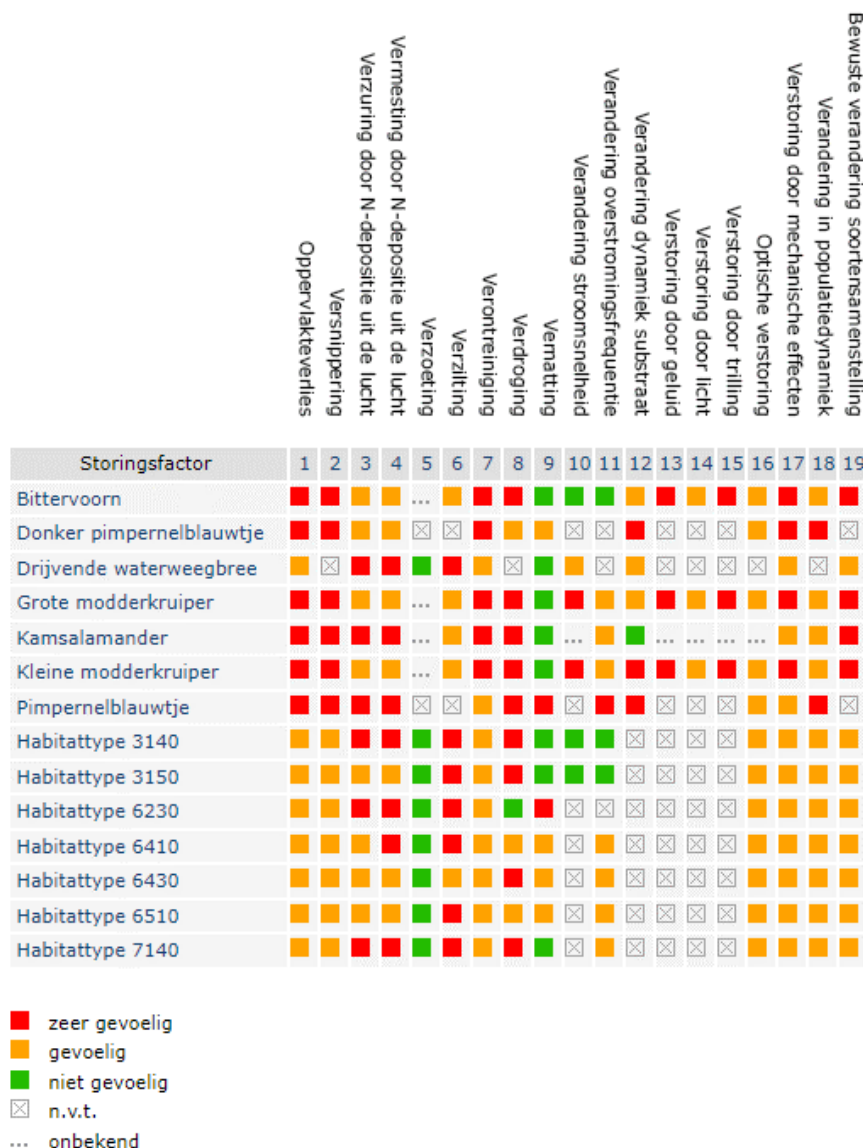 Oppervlakteverlies
Versnippering
Verzuring door N-depositie uit de lucht
Vermesting door N-depositie uit de lucht
Verzoeting
Verzilting
Verontreiniging
Verdroging
Vernatting
Verandering stroomsnelheid
Verandering overstromingsfrequentie
Verandering dynamiek substraat
Verstoring door geluid
Verstoring door licht
Verstoring door trilling
Optische verstoring
Verstoring door mechanische effecten
Verandering in populatiedynamiek
Bewuste verandering soortensamenstelling
Storingsfactor 1 2 3 4 5 6 7 8 9 10 11 12 13 14 15 16 17 18 19
Bittervoorn ...
Donker pimpernelblauwtje
Drijvende waterweegbree
Grote modderkruiper ...
Kamsalamander ... ... ... ... ... ...
Kleine modderkruiper ...
Pimpernelblauwtje
Habitattype 3140
Habitattype 3150
Habitattype 6230
Habitattype 6410
Habitattype 6430
Habitattype 6510
Habitattype 7140
zeer gevoelig
gevoelig
niet gevoelig
n.v.t.
... onbekend